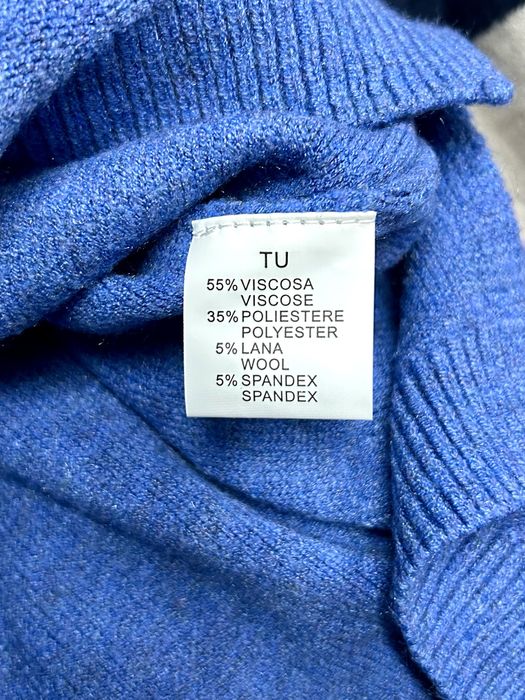 TU
55% VISCOSA
VISCOSE
35% POLIESTERE
POLYESTER
5% LANA
WOOL
5% SPANDEX
SPANDEX